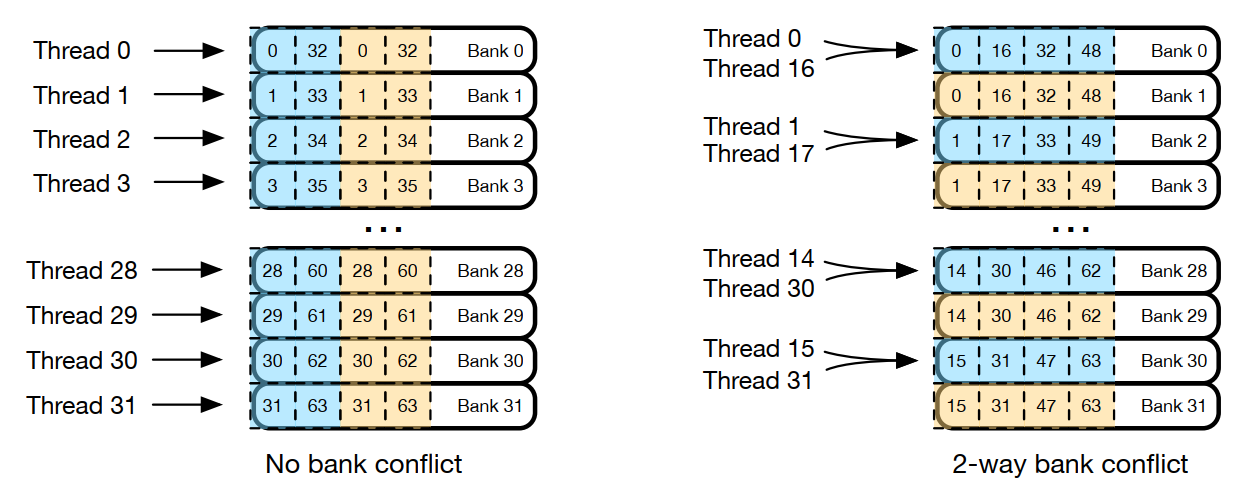 Thread 0
0 32 0 32 Bank 0
Thread 1
1 33 1 33 Bank 1
Thread 2
2 34 2 34 Bank 2
Thread 3
3 35 3 35 Bank 3
...
Thread 28
28 60 28 60 Bank 28
Thread 29
29 61 29 61 Bank 29
Thread 30
30 62 30 62 Bank 30
Thread 31
31 63 31 63 Bank 31
No bank conflict
Thread 0
Thread 16
0 16 32 48 Bank 0
0 16 32 48 Bank 1
Thread 1
Thread 17
1 17 33 49 Bank 2
1 17 33 49 Bank 3
...
Thread 14
Thread 30
14 30 46 62 Bank 28
14 30 46 62 Bank 29
Thread 15
Thread 31
15 31 47 63 Bank 30
15 31 47 63 Bank 31
2-way bank conflict